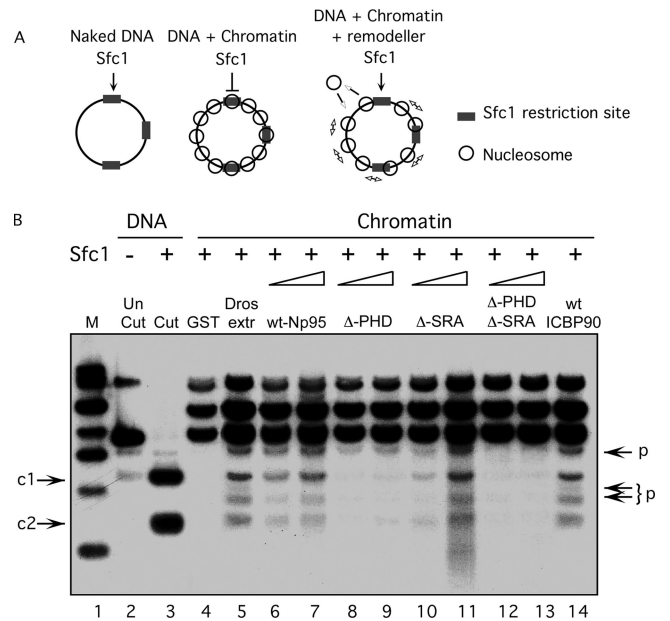 A
Naked DNA
Sfc1
DNA + Chromatin
Sfc1
DNA + Chromatin
+ remodeller
Sfc1
Sfc1 restriction site
Nucleosome
B
DNA
Chromatin
Sfc1 - + + + + + + + + + + + +
M
Un
Cut
Cut
GST
Dros
extr
wt-Np95
Δ-PHD
Δ-SRA
Δ-PHD
Δ-SRA
wt
ICBP90
c1
c2
p
} p
1 2 3 4 5 6 7 8 9 10 11 12 13 14